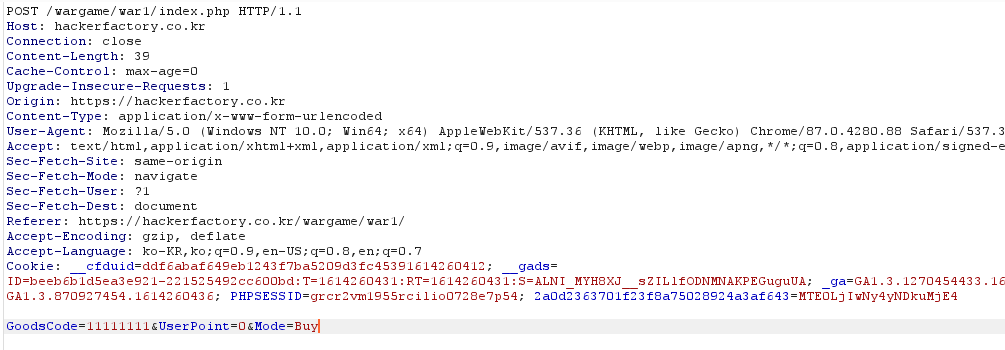 POST /wargame/war1/index.php HTTP/1.1
Host: hackerfactory.co.kr
Connection: close
Content-Length: 39
Cache-Control: max-age=0
Upgrade-Insecure-Requests: 1
Origin: https://hackerfactory.co.kr
Content-Type: application/x-www-form-urlencoded
User-Agent: Mozilla/5.0 (Windows NT 10.0; Win64; x64) AppleWebKit/537.36 (KHTML, like Gecko) Chrome/87.0.4280.88 Safari/537.3
Accept: text/html,application/xhtml+xml,application/xml;q=0.9,image/avif,image/webp,image/apng,*/*;q=0.8,application/signed-e
Sec-Fetch-Site: same-origin
Sec-Fetch-Mode: navigate
Sec-Fetch-User: ?1
Sec-Fetch-Dest: document
Referer: https://hackerfactory.co.kr/wargame/war1/
Accept-Encoding: gzip, deflate
Accept-Language: ko-KR,ko;q=0.9,en-US;q=0.8,en;q=0.7
Cookie: __cfduid=ddf6abaf649eb1243f7ba5209d3fc45391614260412; __gads=
ID=beeb6b1d5ea3e921-221525492cc600bd:T=1614260431:RT=1614260431:S=ALNI_MYH8XJ__sZIL1fODNMNAKPEGuguUA; _ga=GA1.3.1270454433.16
GA1.3.870927454.1614260436; PHPSESSID=grcr2vm1955rcilio0728e7p54; 2a0d2363701f23f8a75028924a3af643=MTE0LjIwNy4yNDkuMjE4

GoodsCode=11111111&UserPoint=0&Mode=Buy